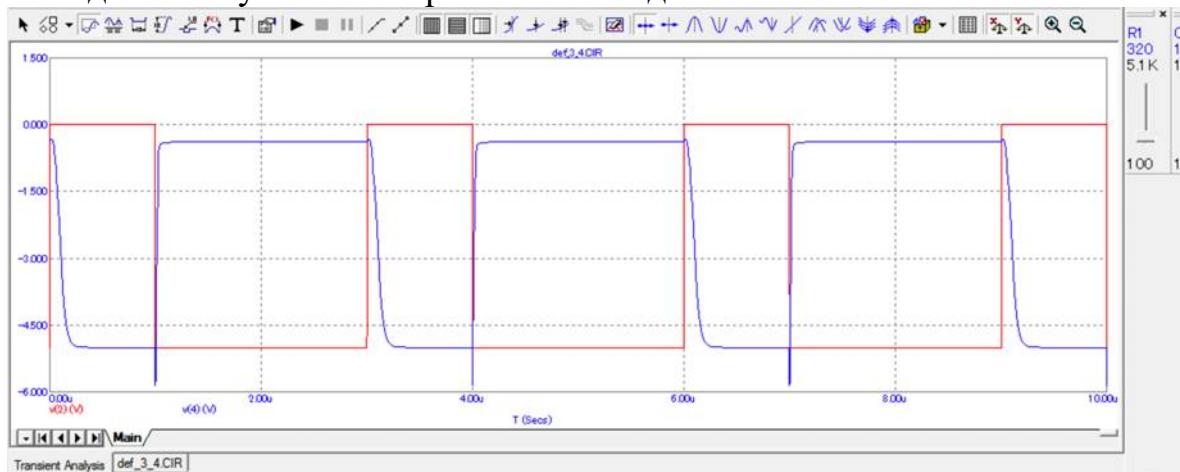 T
def_3_4.CIR
R1
320
5.1K
100
1.500
0.000
-1.500
-3.000
-4.500
-6.000
0.00u 2.00u 4.00u 6.00u 8.00u 10.00u
v(2) (V) v(4) (V)
T (Secs)
Main
Transient Analysis def_3_4.CIR